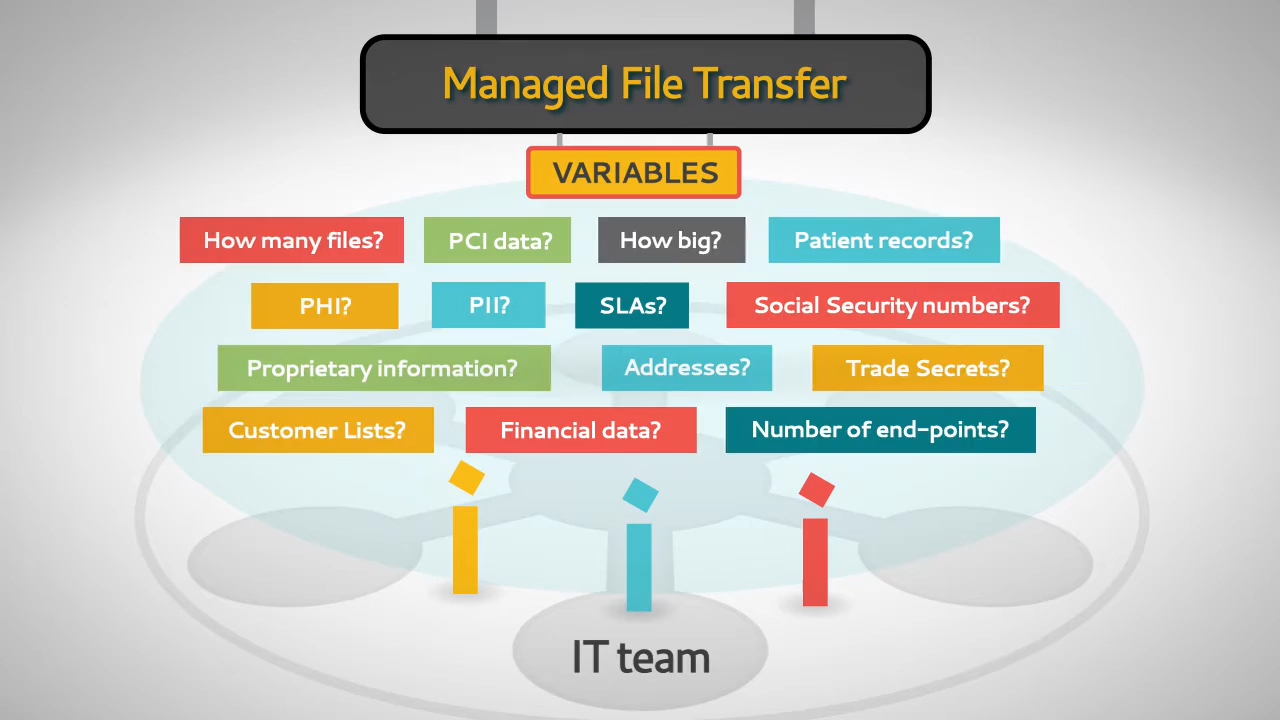 Managed File Transfer
VARIABLES
How many files? PCI data? How big? Patient records?
PHI? PII? SLAs? Social Security numbers?
Proprietary information? Addresses? Trade Secrets?
Customer Lists? Financial data? Number of end-points?
IT team